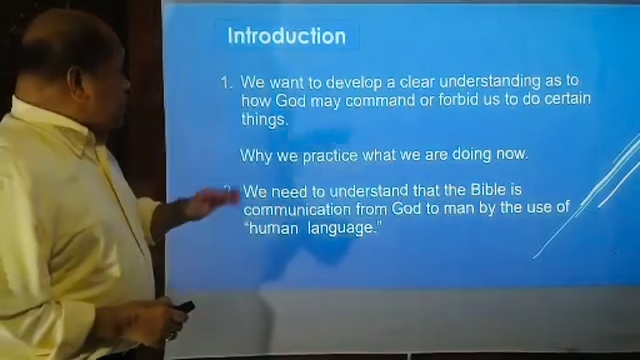 Introduction
1. We want to develop a clear understanding as to
how God may command or forbid us to do certain
things.
Why we practice what we are doing now.
2. We need to understand that the Bible is
communication from God to man by the use of
“human language.”